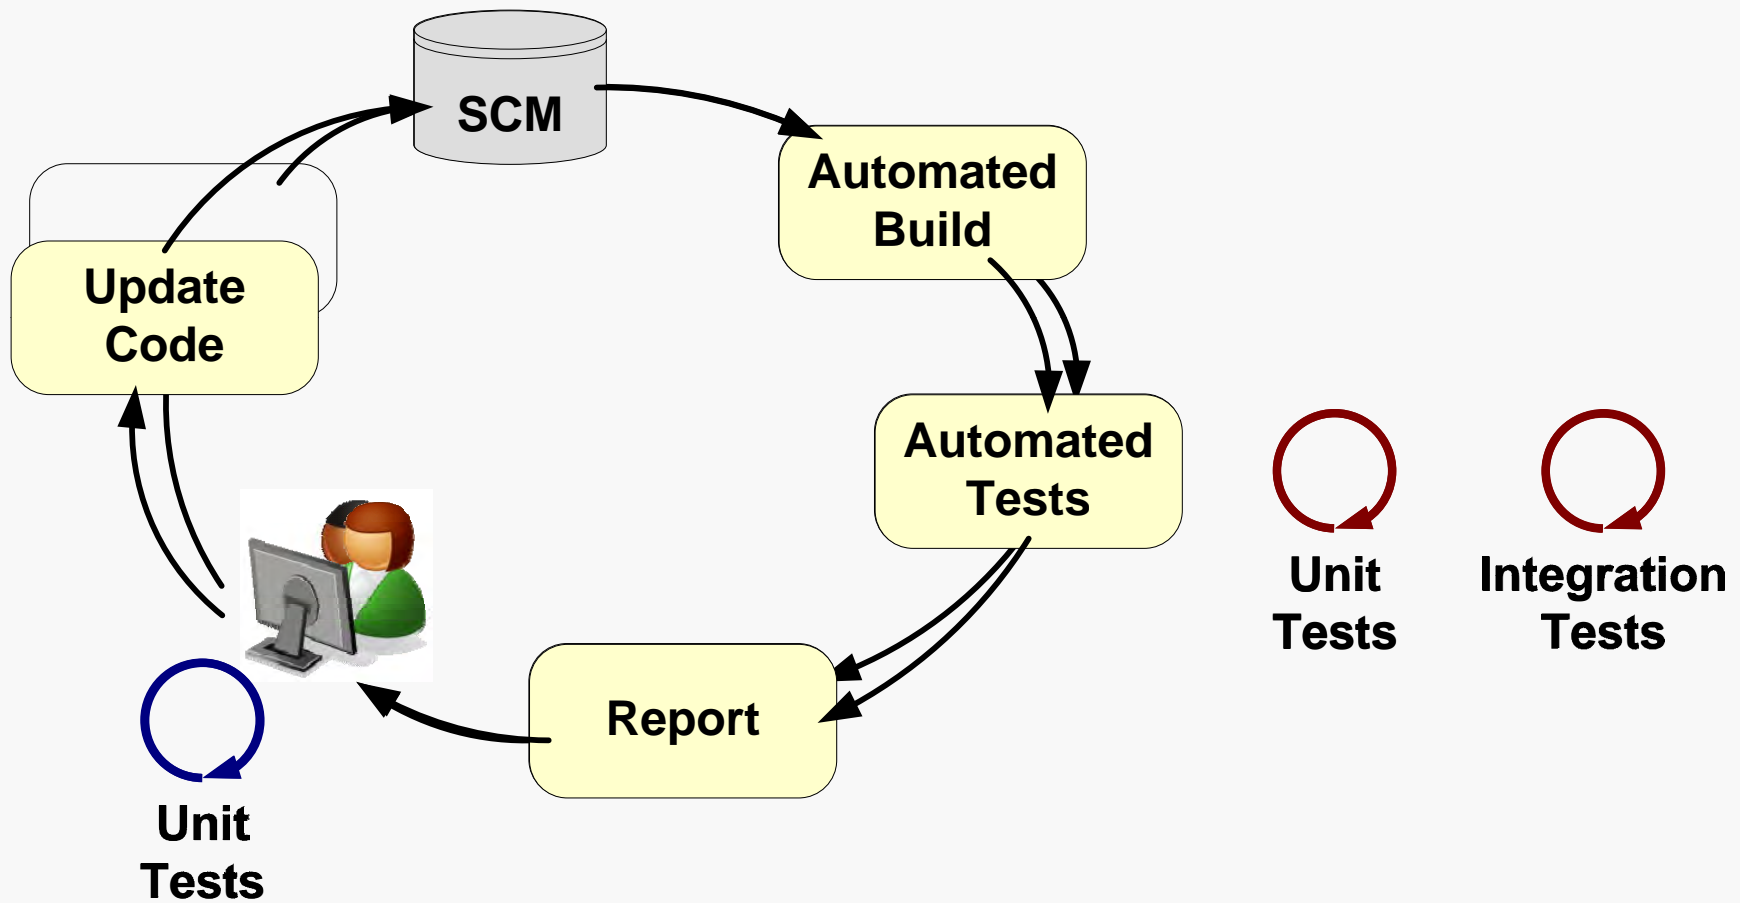 SCM
Automated
Build
Update
Code
Automated
Tests
Unit
Tests
Integration
Tests
Report
Unit
Tests